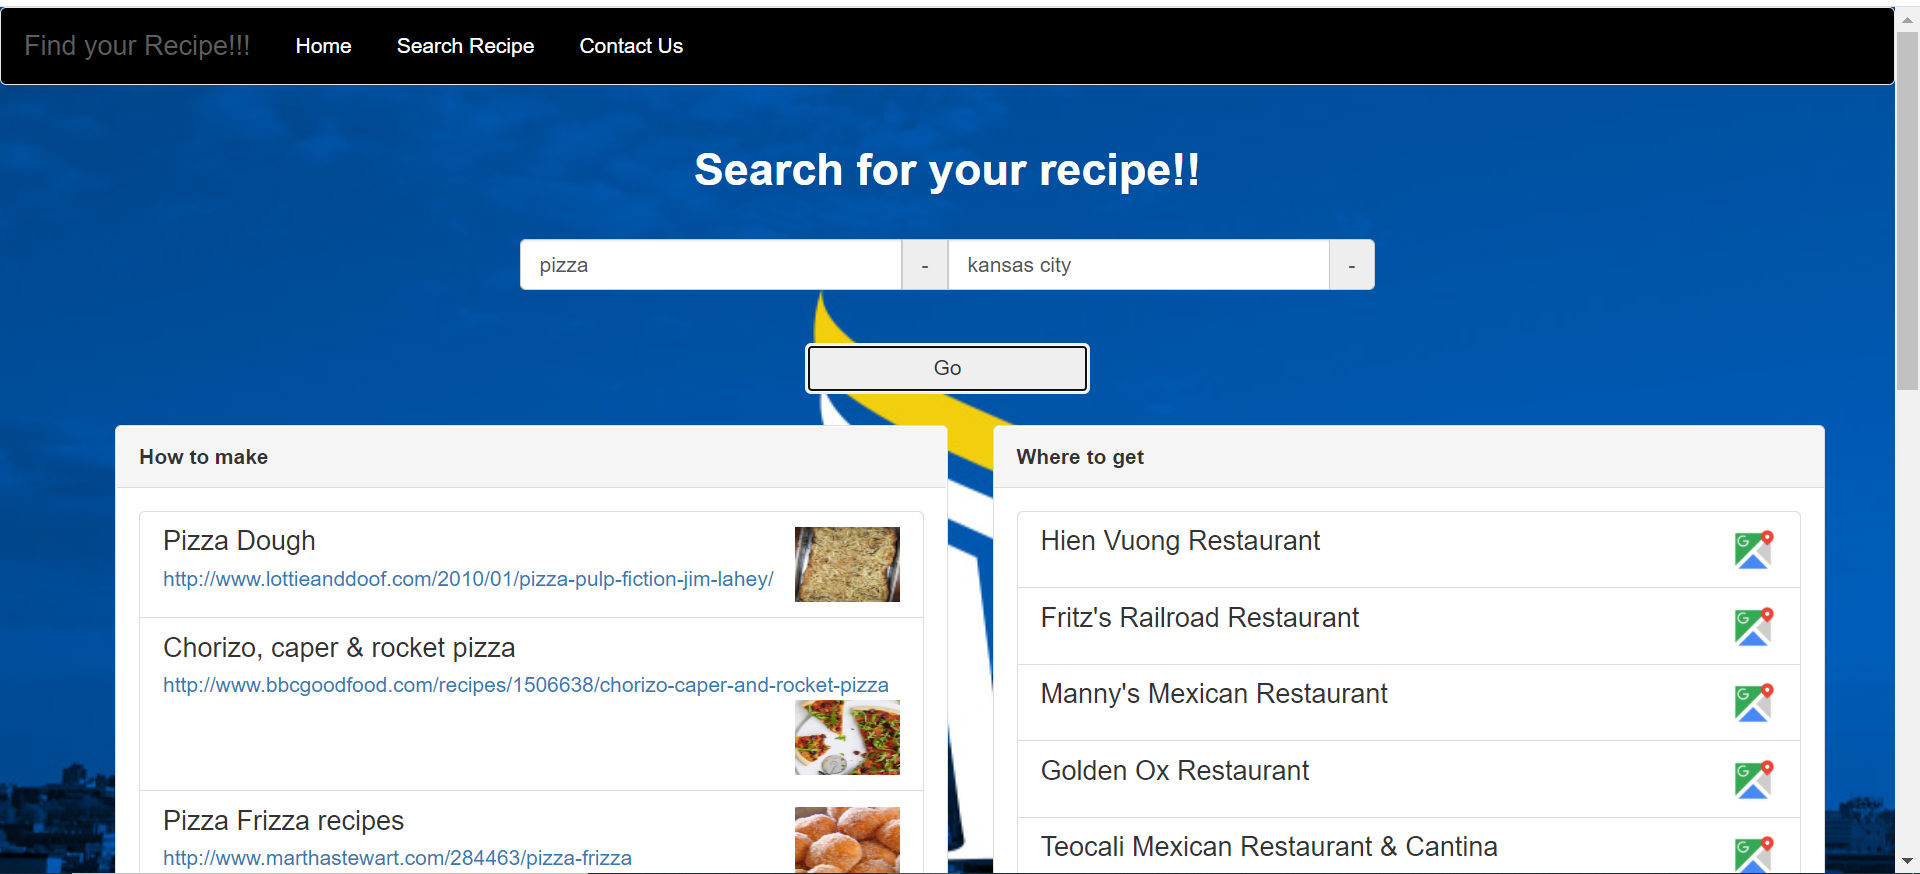 Find your Recipe!!! Home Search Recipe Contact Us
Search for your recipe!!
pizza - kansas city -
Go
How to make
Pizza Dough
http://www.lottieanddoof.com/2010/01/pizza-pulp-fiction-jim-lahey/
Chorizo, caper & rocket pizza
http://www.bbcgoodfood.com/recipes/1506638/chorizo-caper-and-rocket-pizza
Pizza Frizza recipes
http://www.marthastewart.com/284463/pizza-frizza
Where to get
Hien Vuong Restaurant
G
Fritz's Railroad Restaurant
G
Manny's Mexican Restaurant
G
Golden Ox Restaurant
G
Teocali Mexican Restaurant & Cantina
G